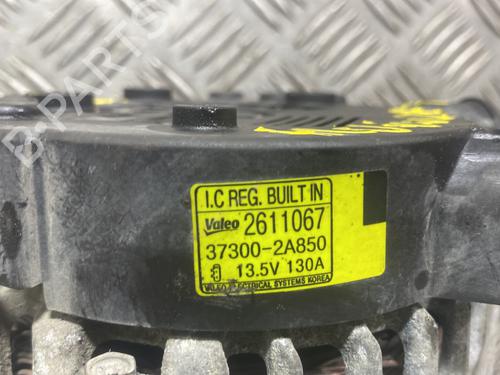 I.C REG. BUILT IN
Valeo 2611067
37300-2A850
13.5V 130A
VALEO ELECTRICAL SYSTEMS KOREA
B-PARTS